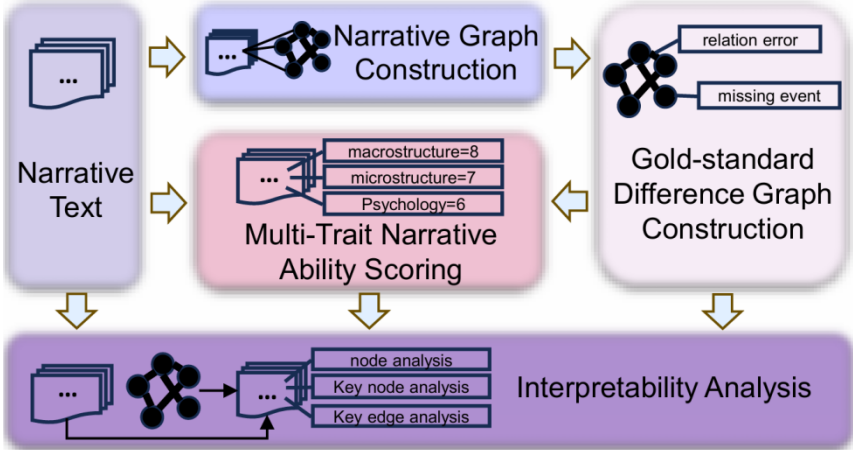 ...
Narrative
Text
...
Narrative Graph
Construction
relation error
missing event
Gold-standard
Difference Graph
Construction
...
macrostructure=8
microstructure=7
Psychology=6
Multi-Trait Narrative
Ability Scoring
...
...
node analysis
Key node analysis
Key edge analysis
Interpretability Analysis